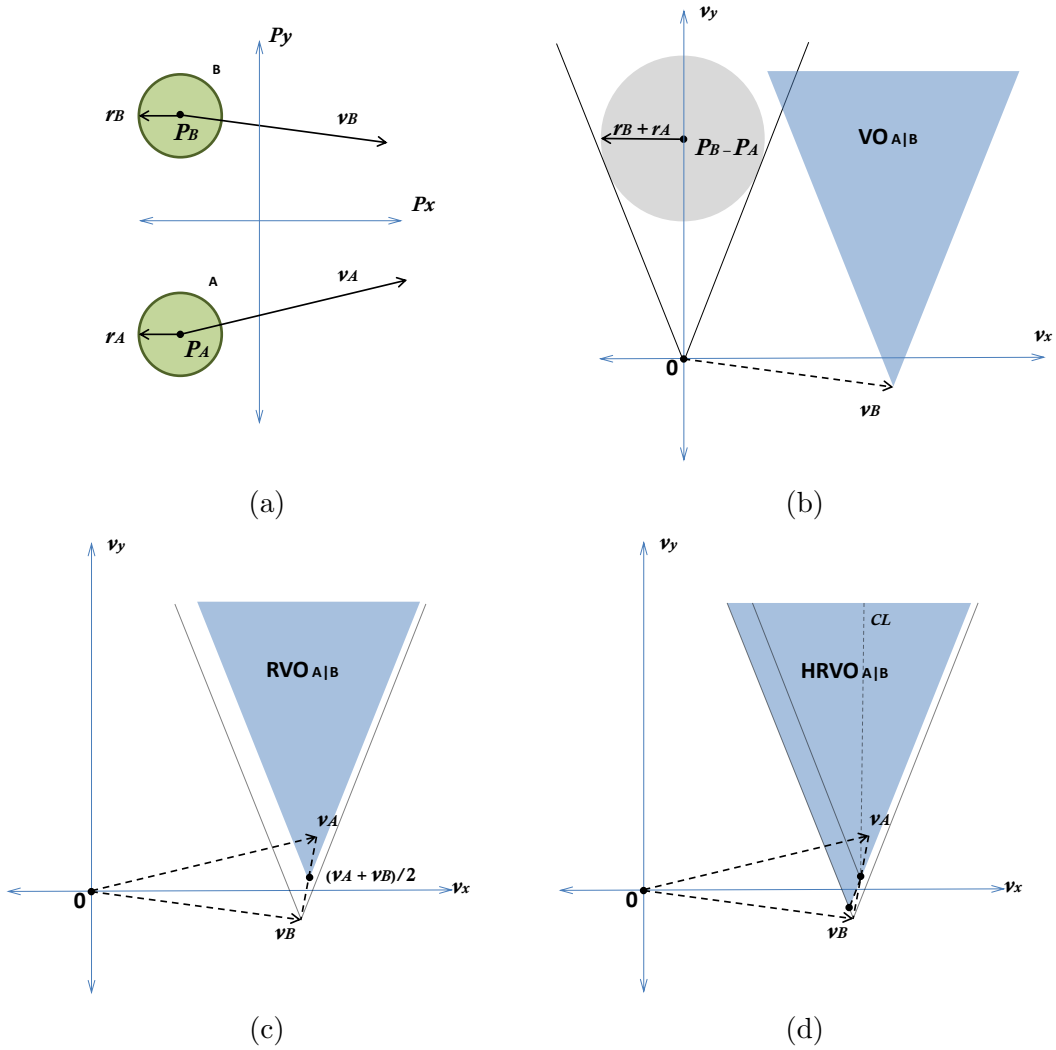 Py
B
rB
PB
vB
Px
A
vA
rA
PA
(a)
vy
rB + rA
PB – PA
VO A|B
vx
0
vB
(b)
vy
RVO A|B
vA
(vA + vB)/2
0
vx
vB
(c)
vy
CL
HRVO A|B
vA
0
vx
vB
(d)